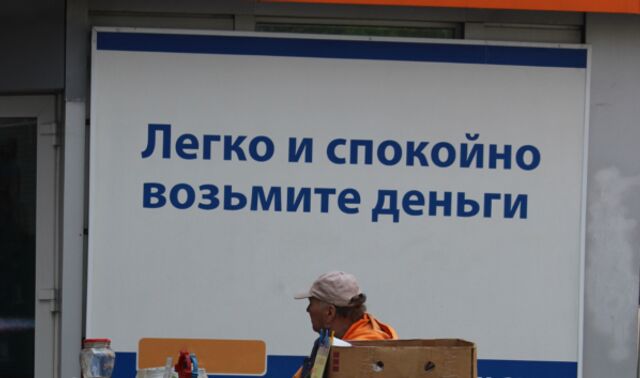 Легко и спокойно
возьмите деньги